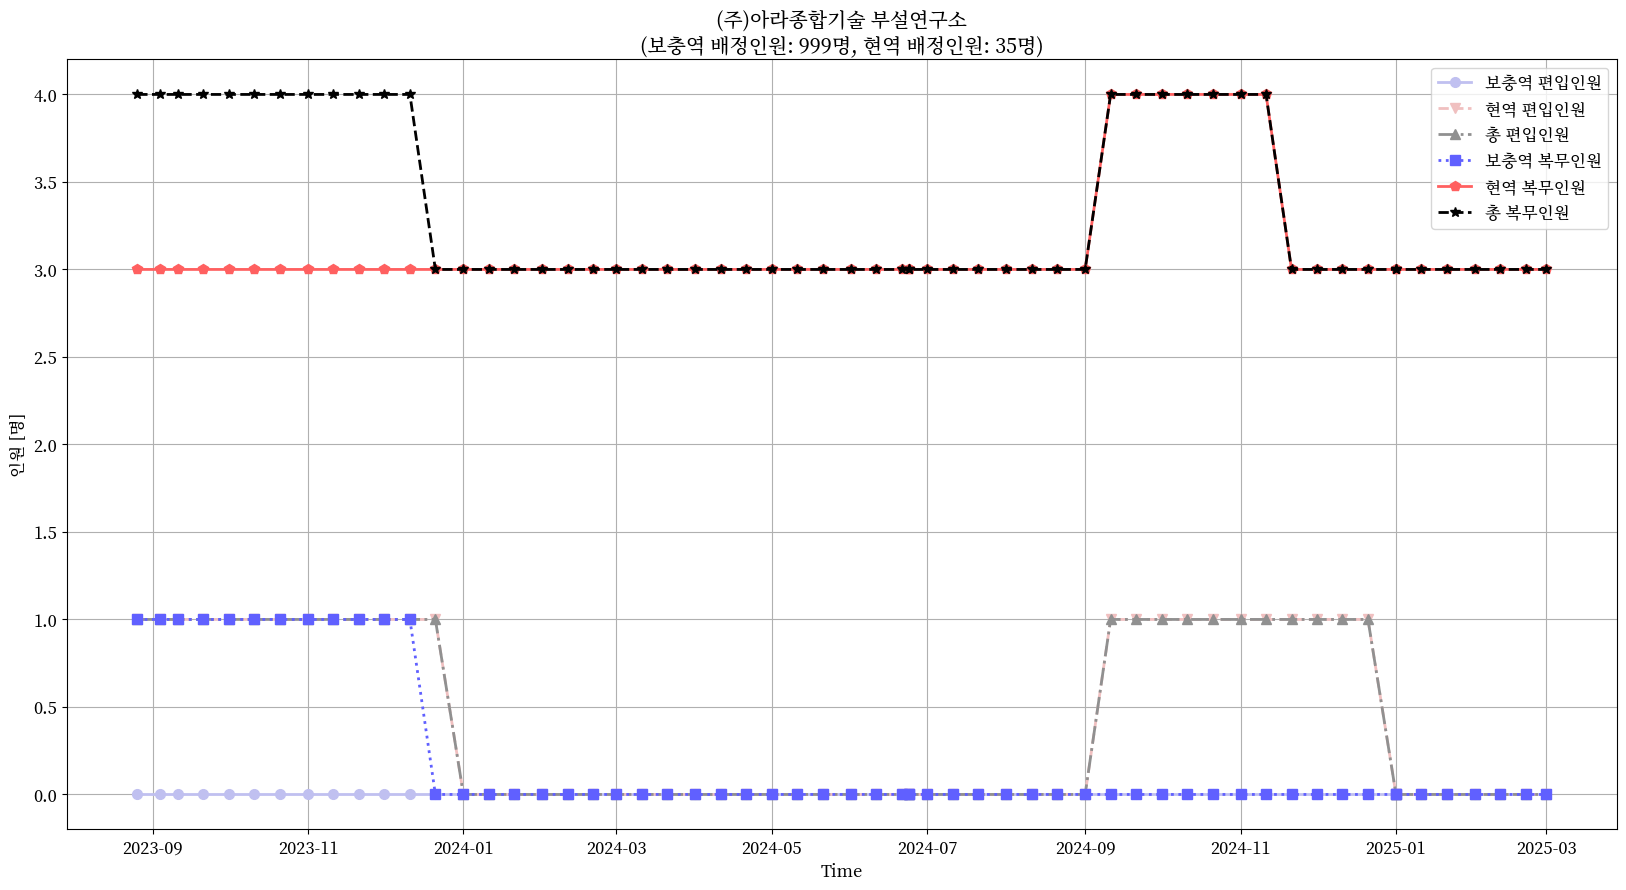 (주)아라종합기술 부설연구소
(보충역 배정인원: 999명, 현역 배정인원: 35명)
보충역 편입인원
현역 편입인원
총 편입인원
보충역 복무인원
현역 복무인원
총 복무인원
인원 [명]
4.0
3.5
3.0
2.5
2.0
1.5
1.0
0.5
0.0
2023-09 2023-11 2024-01 2024-03 2024-05 2024-07 2024-09 2024-11 2025-01 2025-03
Time